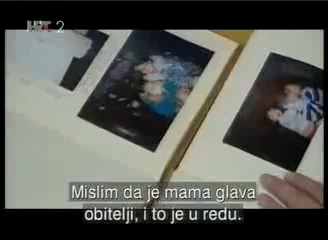 HRT 2
Mislim da je mama glava
obitelji, i to je u redu.